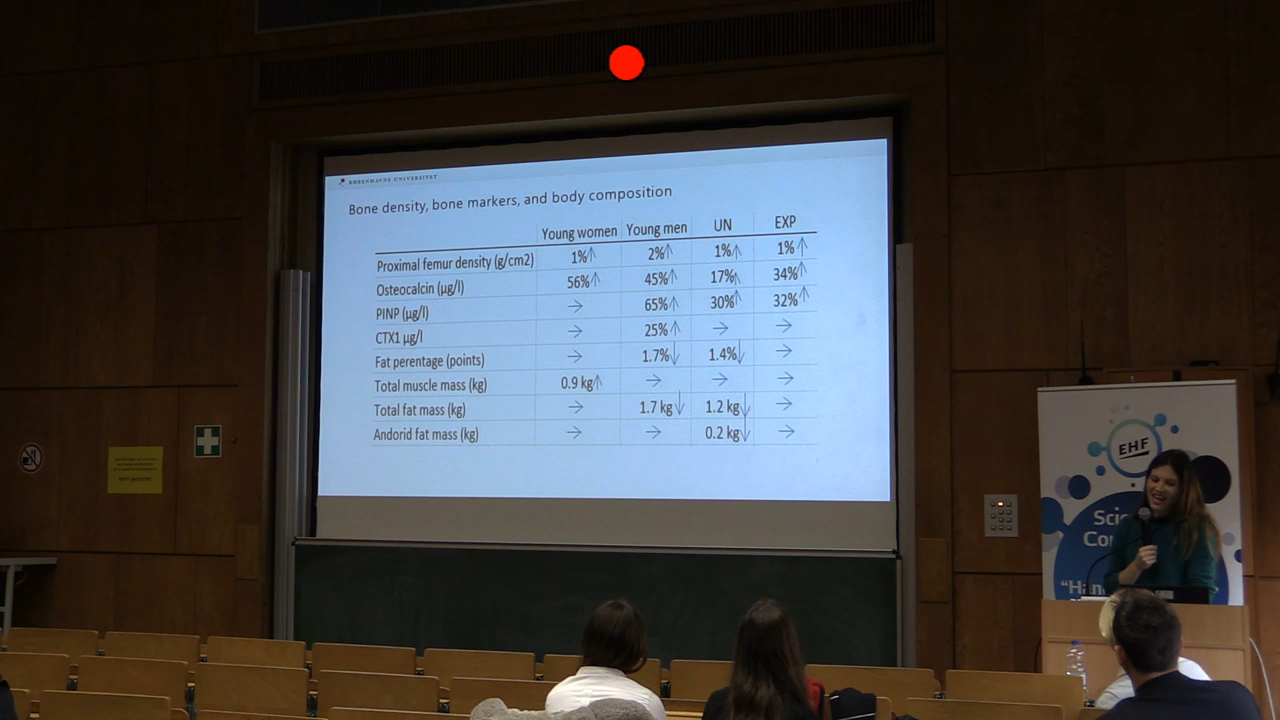 KØBENHAVNS UNIVERSITET
Bone density, bone markers, and body composition
Young women Young men UN EXP
Proximal femur density (g/cm2) 1%↑ 2%↑ 1%↑ 1%↑
Osteocalcin (µg/l) 56%↑ 45%↑ 17%↑ 34%↑
PINP (µg/l) → 65%↑ 30%↑ 32%↑
CTX1 µg/l → 25%↑ → →
Fat perentage (points) → 1.7%↓ 1.4%↓ →
Total muscle mass (kg) 0.9 kg↑ → → →
Total fat mass (kg) → 1.7 kg↓ 1.2 kg↓ →
Andorid fat mass (kg) → → 0.2 kg↓ →
EHF
Sci
Co
"Han